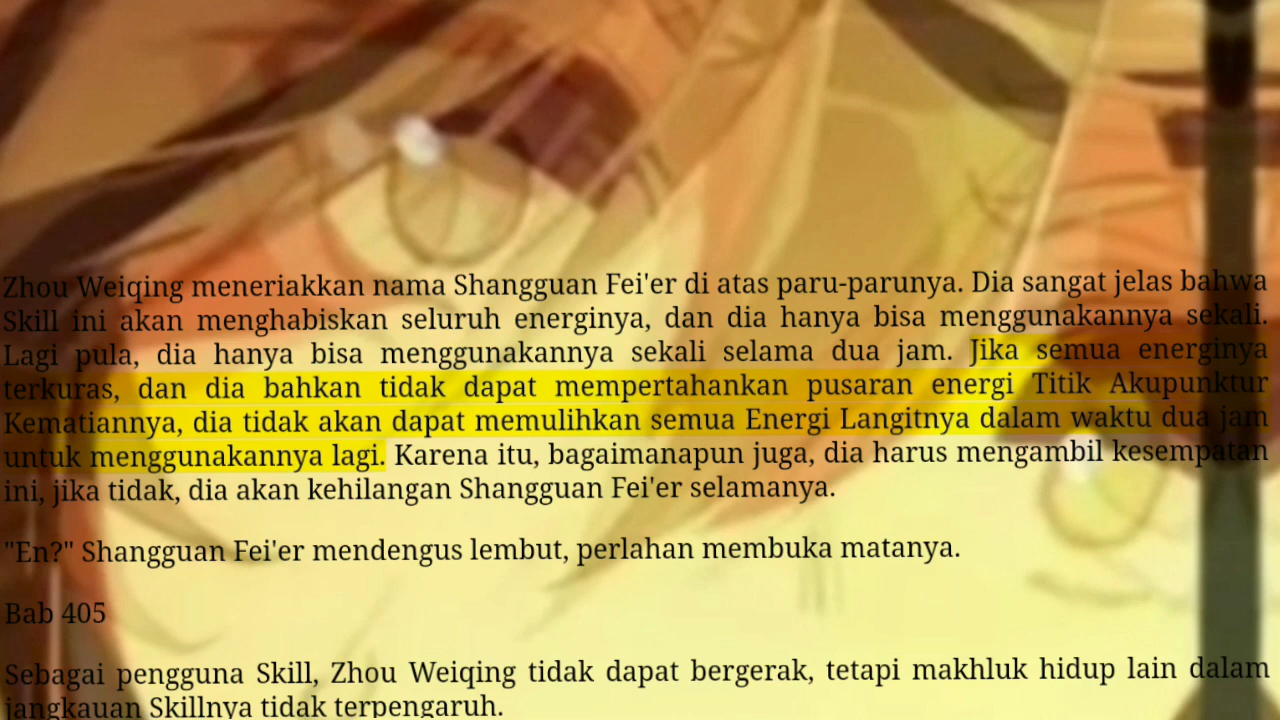 Zhou Weiqing meneriakkan nama Shangguan Fei'er di atas paru-parunya. Dia sangat jelas bahwa
Skill ini akan menghabiskan seluruh energinya, dan dia hanya bisa menggunakannya sekali.
Lagi pula, dia hanya bisa menggunakannya sekali selama dua jam. Jika semua energinya
terkuras, dan dia bahkan tidak dapat mempertahankan pusaran energi Titik Akupunktur
Kematiannya, dia tidak akan dapat memulihkan semua Energi Langitnya dalam waktu dua jam
untuk menggunakannya lagi. Karena itu, bagaimanapun juga, dia harus mengambil kesempatan
ini, jika tidak, dia akan kehilangan Shangguan Fei'er selamanya.
"En?" Shangguan Fei'er mendengus lembut, perlahan membuka matanya.
Bab 405
Sebagai pengguna Skill, Zhou Weiqing tidak dapat bergerak, tetapi makhluk hidup lain dalam
jangkauan Skillnya tidak terpengaruh.